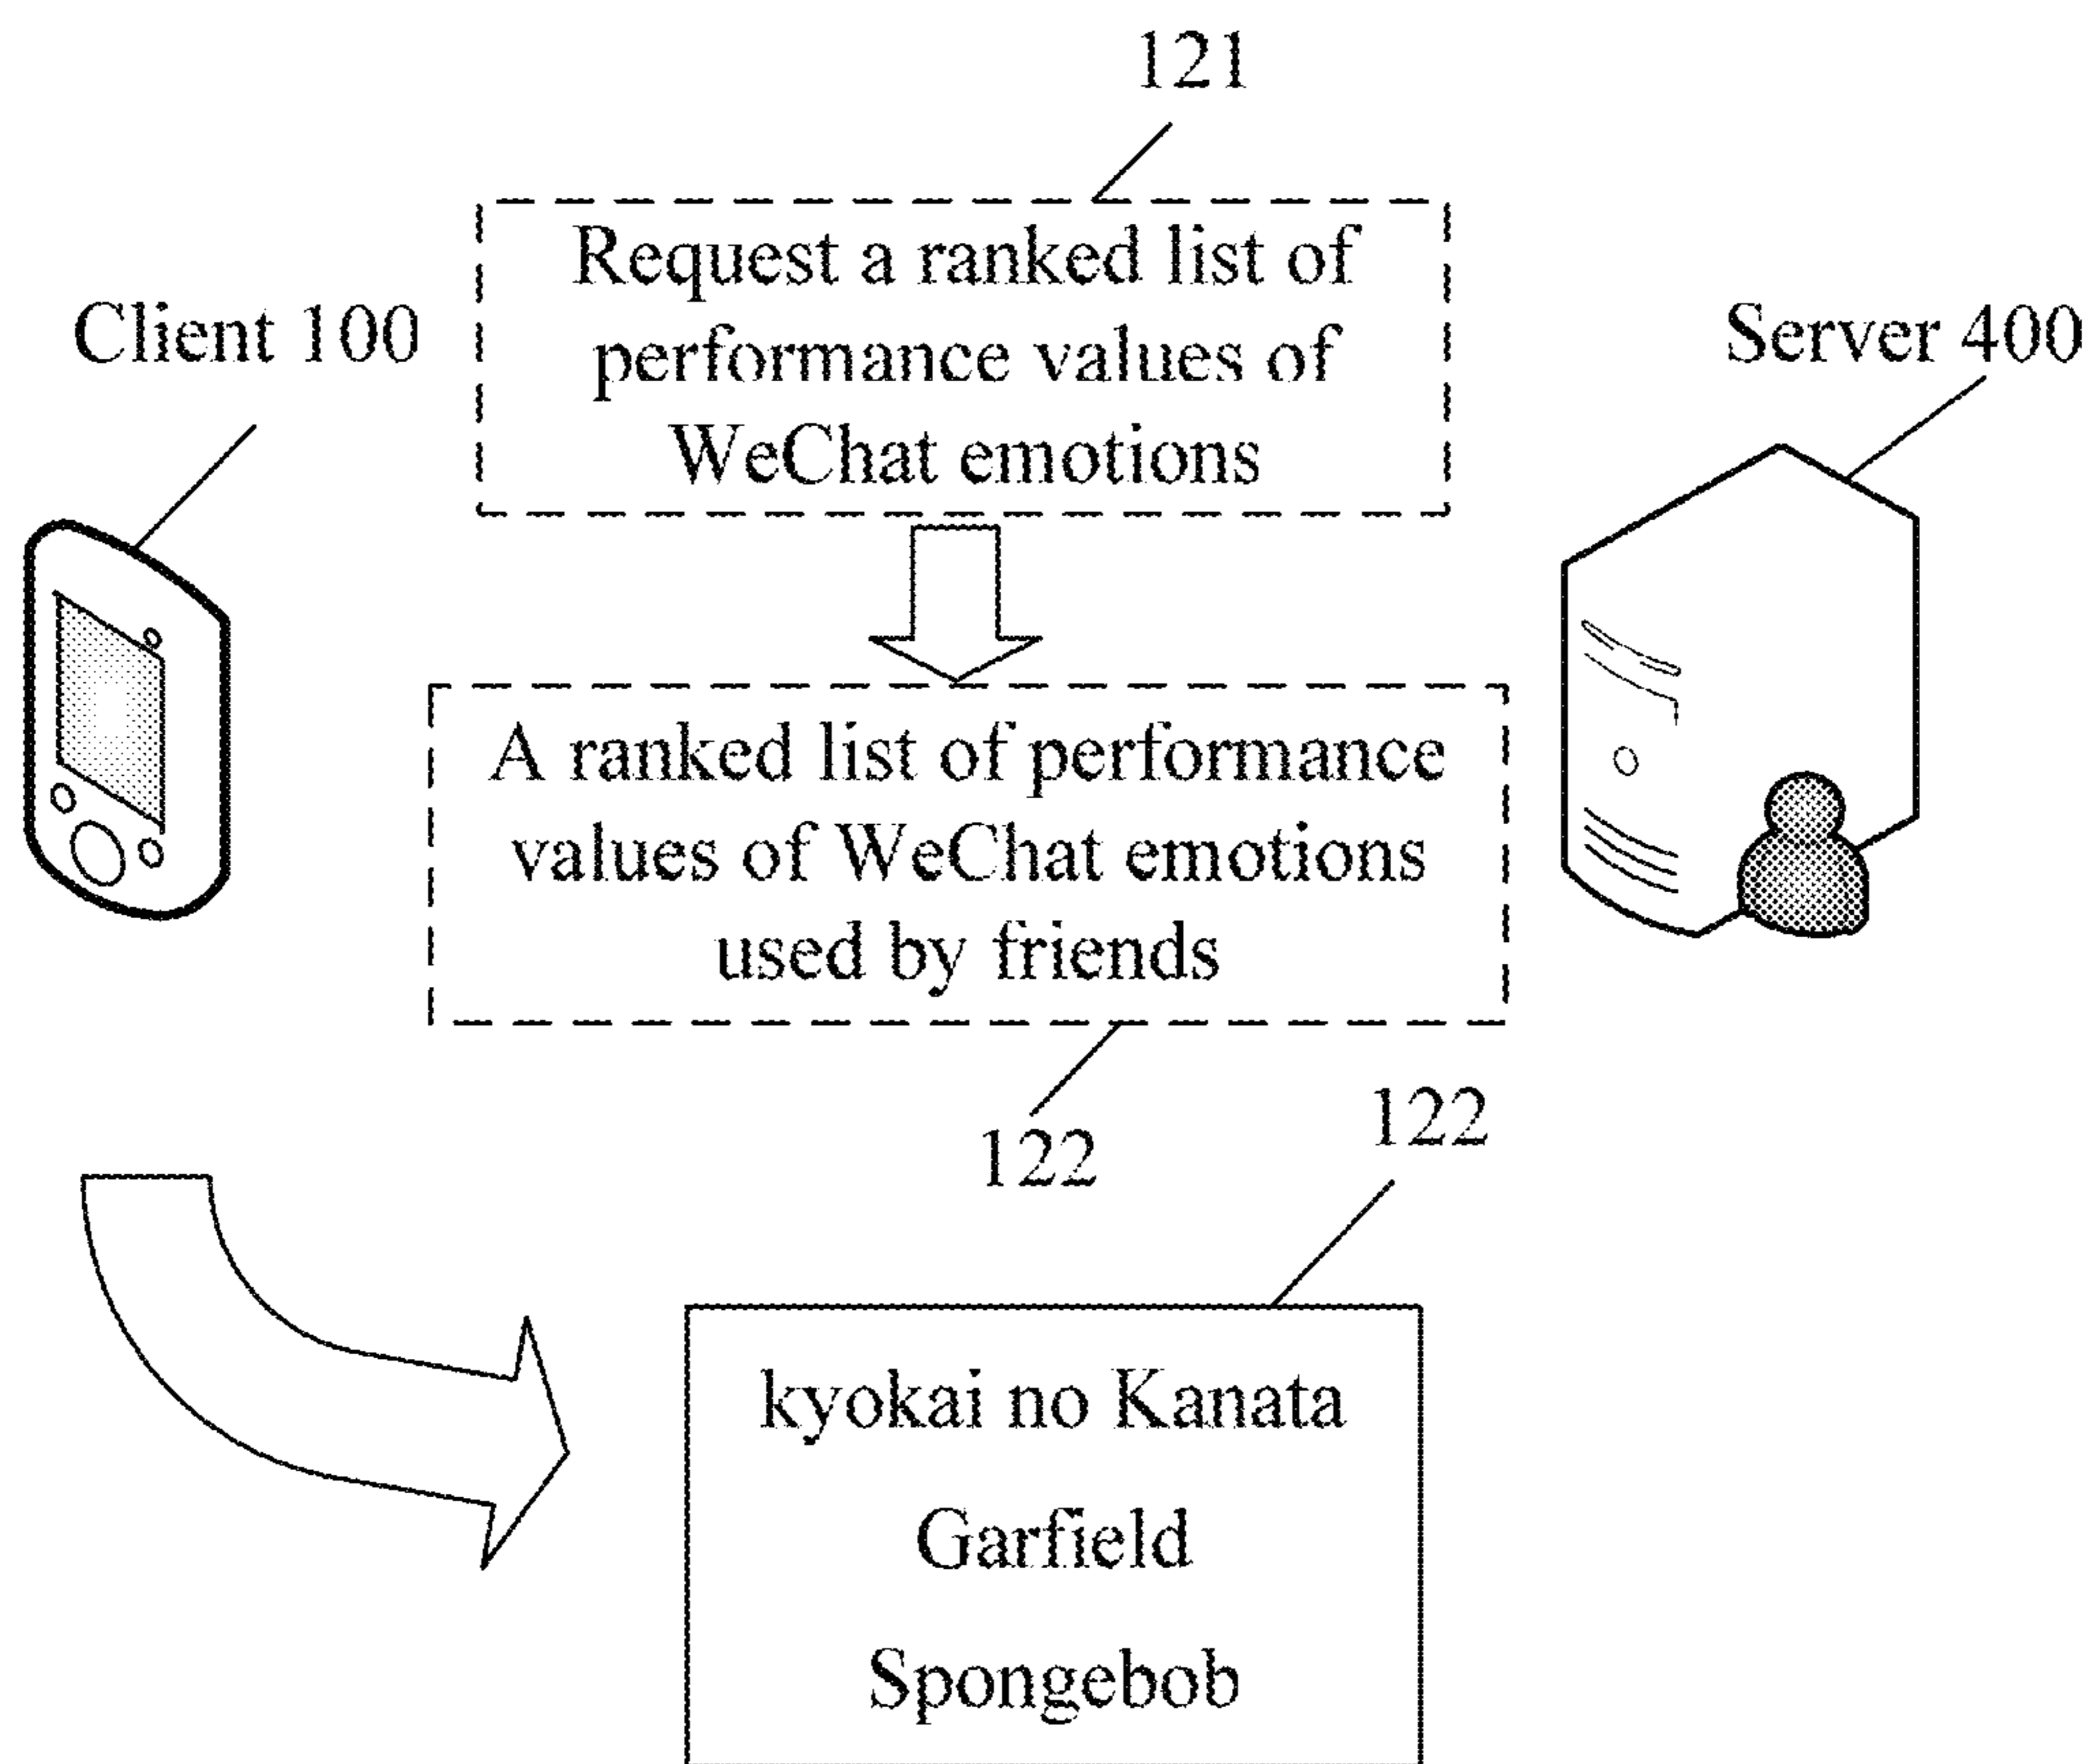 121
Request a ranked list of
performance values of
WeChat emotions
Client 100
Server 400
A ranked list of performance
values of WeChat emotions
used by friends
122
122
kyokai no Kanata
Garfield
Spongebob